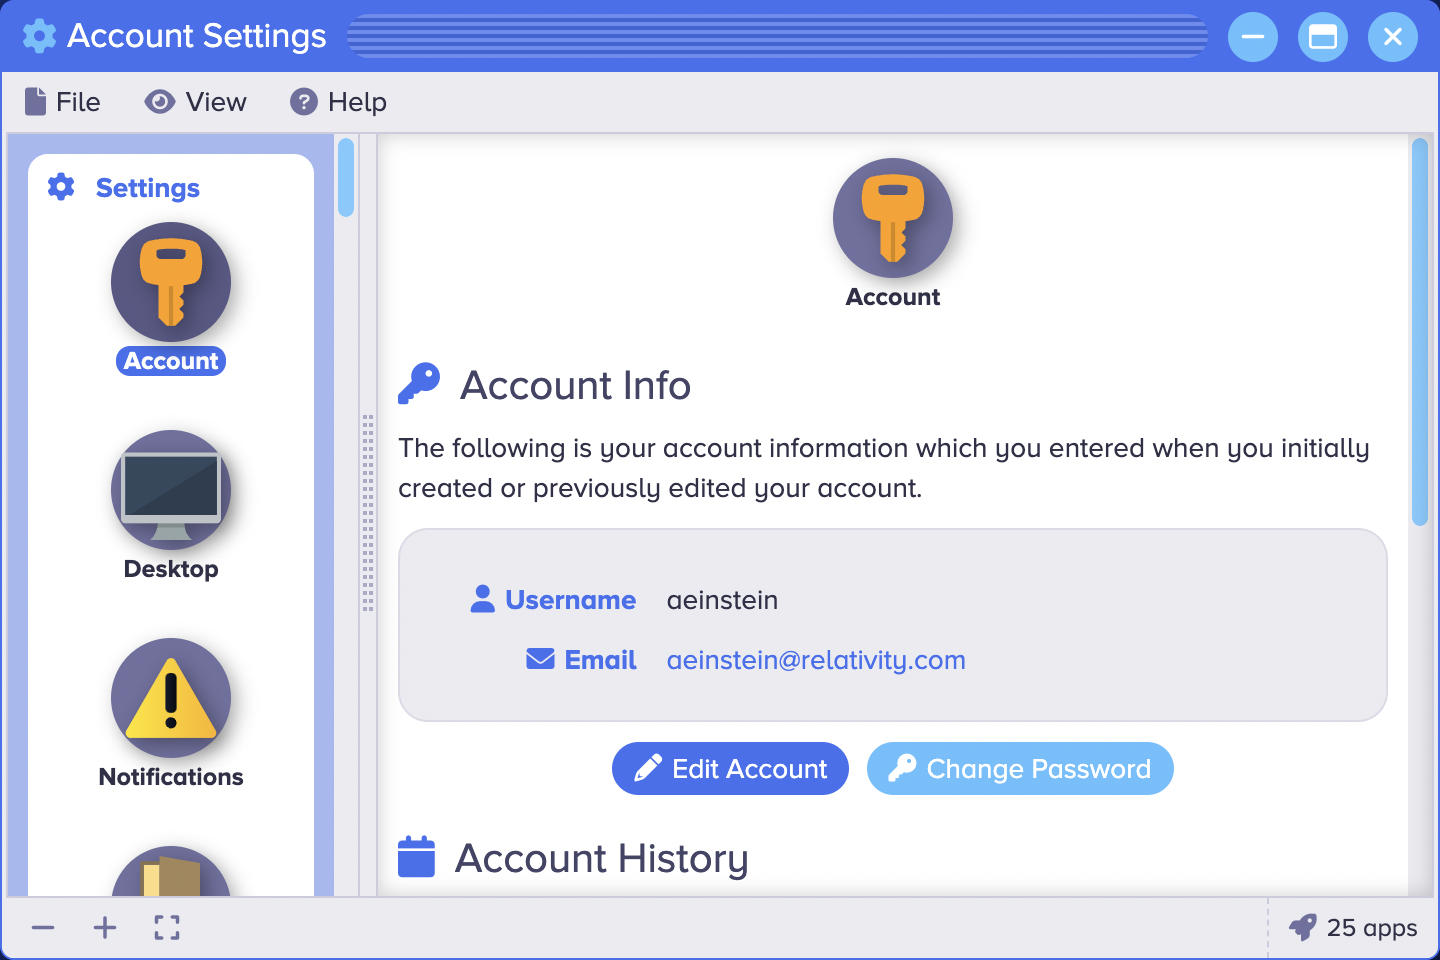 Account Settings
File
View
Help
Settings
Account
Desktop
Notifications
Account
Account Info
The following is your account information which you entered when you initially
created or previously edited your account.
Username aeinstein
Email aeinstein@relativity.com
Edit Account
Change Password
Account History
25 apps